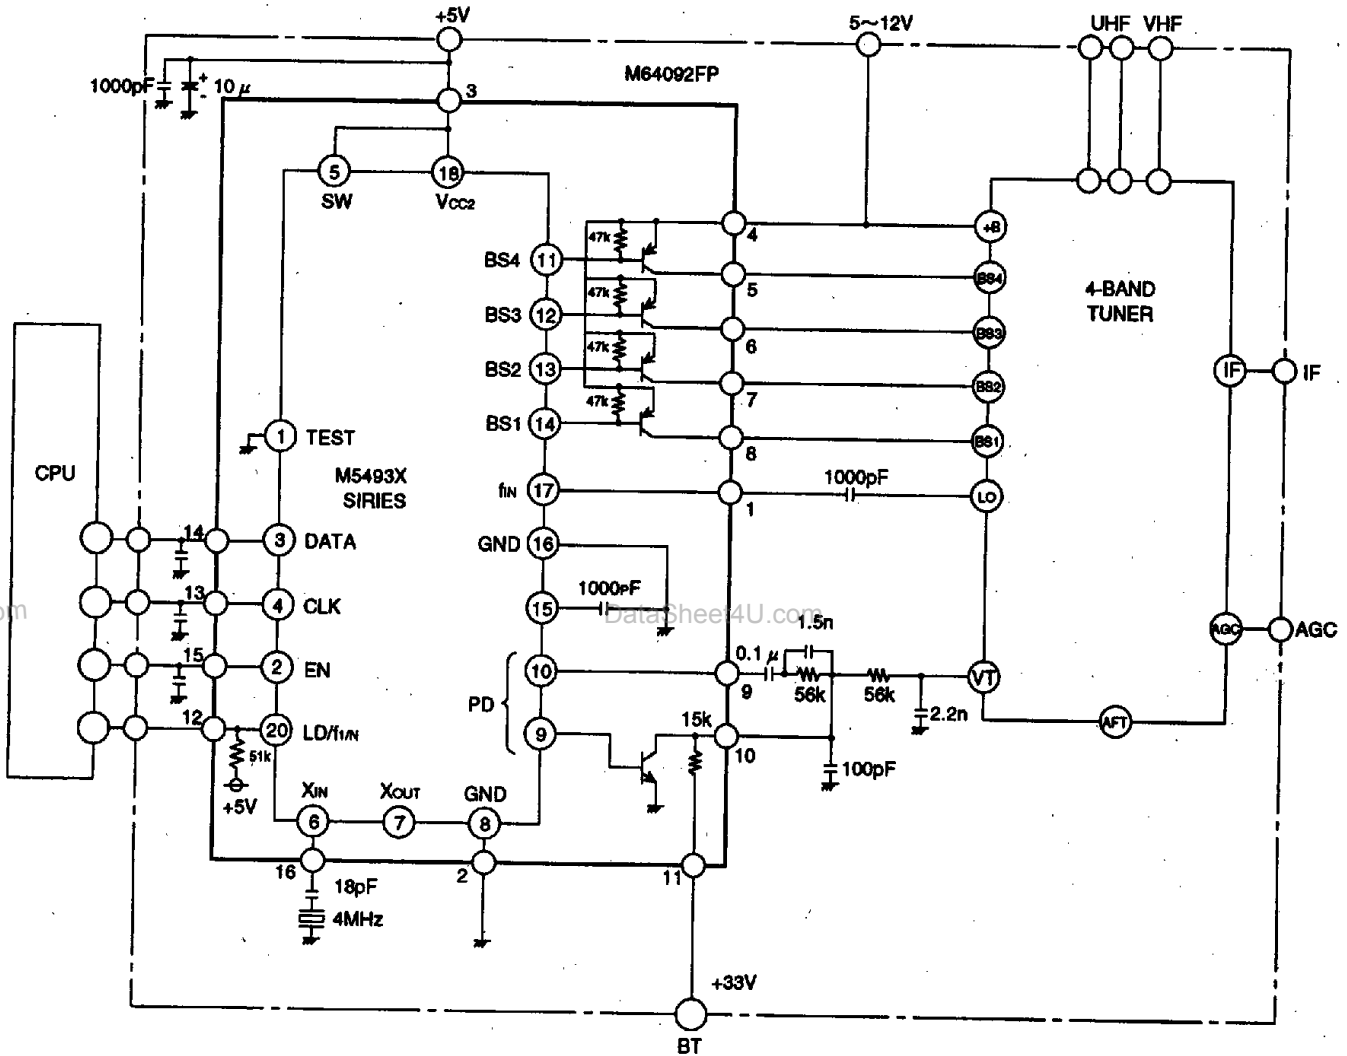 +5V
5～12V
UHF VHF
1000pF
+
-
10 μ
3
M64092FP
5
18
SW
VCC2
47k
4
+B
BS4
11
5
BS4
4-BAND
TUNER
47k
BS3
12
6
BS3
47k
BS2
13
7
BS2
IF
IF
47k
BS1
14
8
BS1
1
TEST
CPU
M5493X
SIRIES
fIN
17
1
1000pF
LO
14
3
DATA
GND
16
13
4
CLK
15
1000PF
om
DataSheet4U.com
1.5n
AGC
AGC
15
2
EN
PD
10
9
0.1 μ
56k
56k
VT
2.2n
12
20
LD/f1/N
9
15k
10
AFT
51k
+5V
100pF
XIN
XOUT
GND
6
7
8
16
2
11
18pF
4MHz
+33V
BT